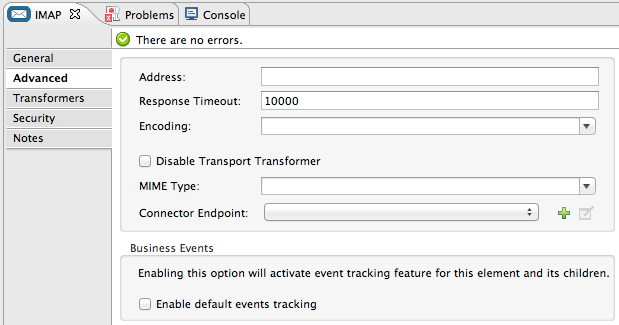 IMAP Problems Console
There are no errors.
General
Advanced
Transformers
Security
Notes
Address:
Response Timeout: 10000
Encoding:
Disable Transport Transformer
MIME Type:
Connector Endpoint:
Business Events
Enabling this option will activate event tracking feature for this element and its children.
Enable default events tracking